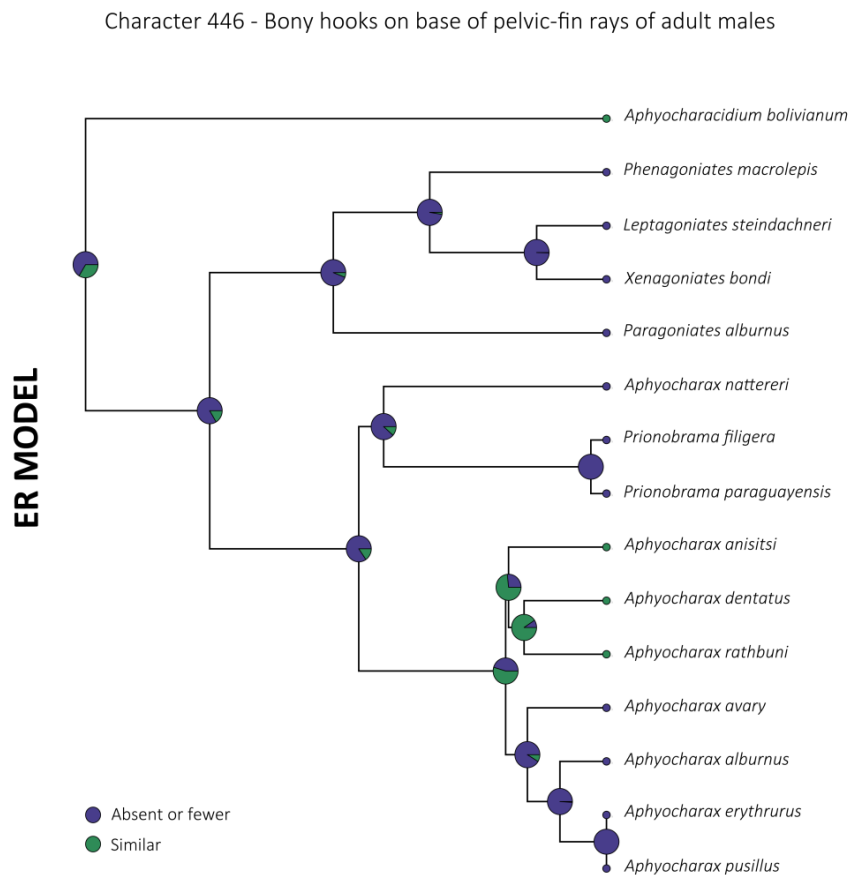 Character 446 - Bony hooks on base of pelvic-fin rays of adult males
Aphyocharacidium bolivianum
Phenagoniates macrolepis
Leptagoniates steindachneri
Xenagoniates bondi
Paragoniates alburnus
ER MODEL
Aphyocharax nattereri
Prionobrama filigera
Prionobrama paraguayensis
Aphyocharax anisitsi
Aphyocharax dentatus
Aphyocharax rathbuni
Aphyocharax avary
Aphyocharax alburnus
Aphyocharax erythrurus
Aphyocharax pusillus
Absent or fewer
Similar